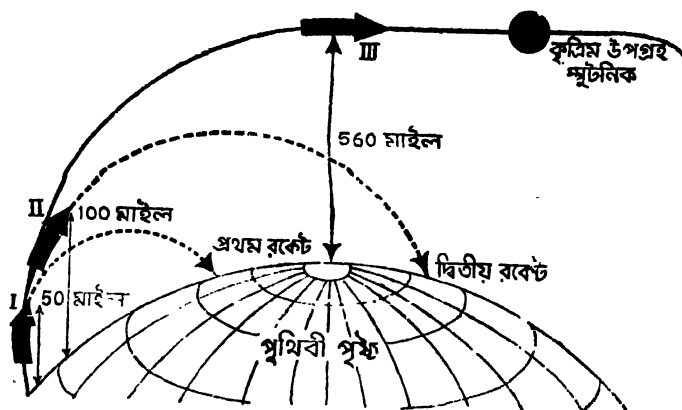 III
কৃত্রিম উপগ্রহ
স্পুটনিক
560 মাইল
II
100 মাইল
প্রথম রকেট
দ্বিতীয় রকেট
I
50 মাইল
পৃথিবী পৃষ্ঠ